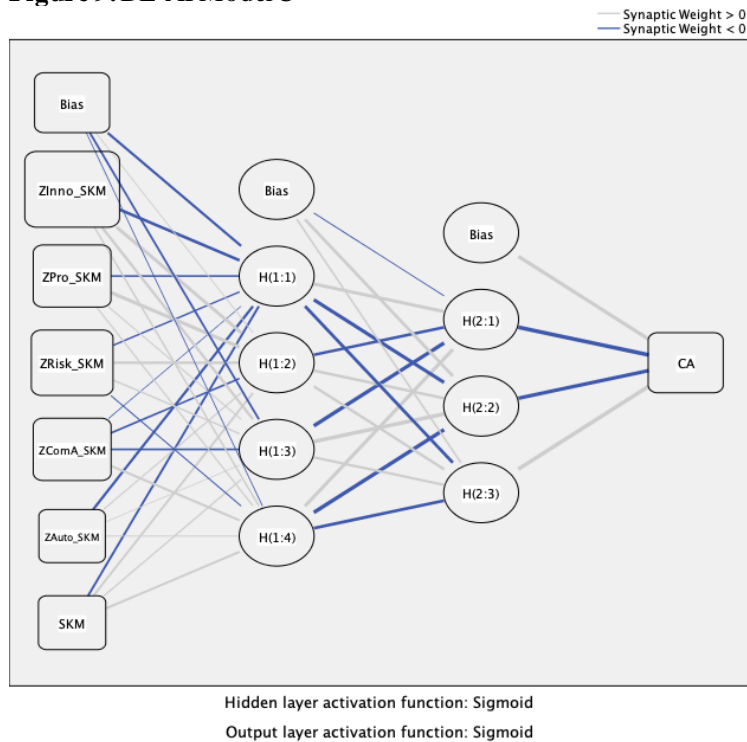 Synaptic Weight > 0
Synaptic Weight < 0
Bias
ZInno_SKM
ZPro_SKM
ZRisk_SKM
ZComA_SKM
ZAuto_SKM
SKM
Bias
H(1:1)
H(1:2)
H(1:3)
H(1:4)
Bias
H(2:1)
H(2:2)
H(2:3)
CA
Hidden layer activation function: Sigmoid
Output layer activation function: Sigmoid